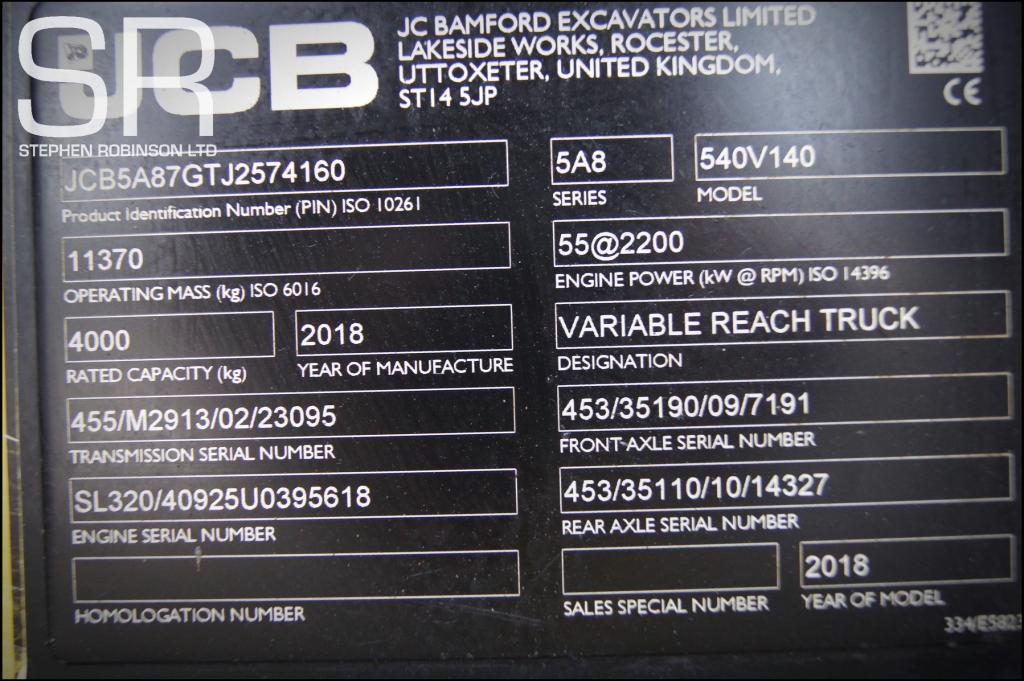 SR
STEPHEN ROBINSON LTD
JCB
JC BAMFORD EXCAVATORS LIMITED
LAKESIDE WORKS, ROCESTER,
UTTOXETER, UNITED KINGDOM,
ST14 5JP
CE
JCB5A87GTJ2574160
Product Identification Number (PIN) ISO 10261
5A8
SERIES
540V140
MODEL
11370
OPERATING MASS (kg) ISO 6016
55@2200
ENGINE POWER (kW @ RPM) ISO 14396
4000
RATED CAPACITY (kg)
2018
YEAR OF MANUFACTURE
VARIABLE REACH TRUCK
DESIGNATION
455/M2913/02/23095
TRANSMISSION SERIAL NUMBER
453/35190/09/7191
FRONT AXLE SERIAL NUMBER
SL320/40925U0395618
ENGINE SERIAL NUMBER
453/35110/10/14327
REAR AXLE SERIAL NUMBER
HOMOLOGATION NUMBER
SALES SPECIAL NUMBER
2018
YEAR OF MODEL
334/E5823